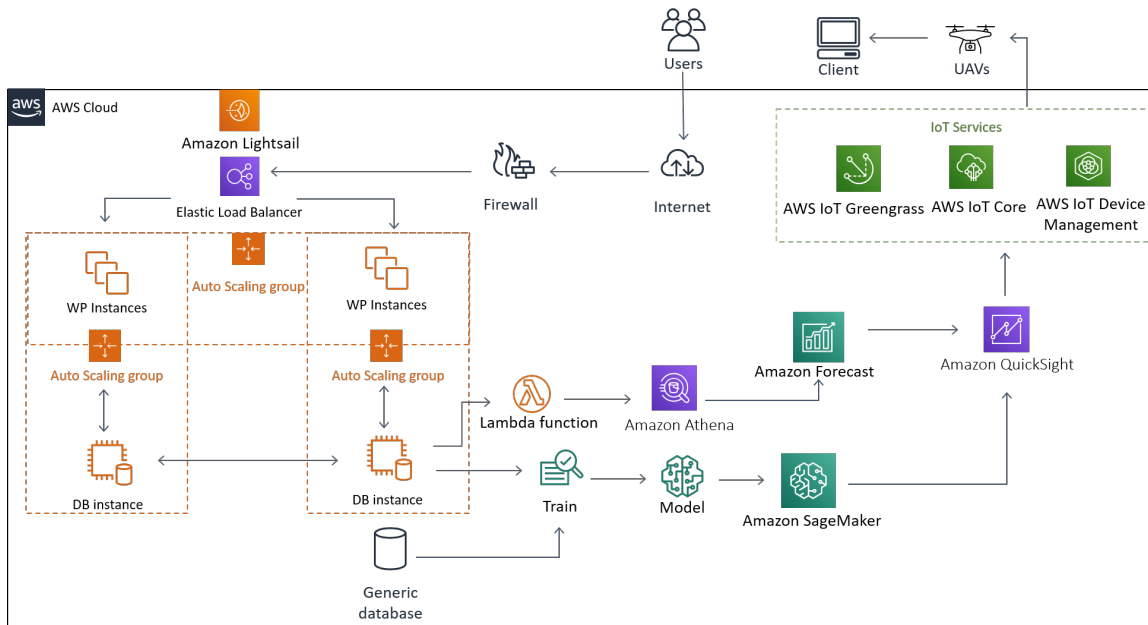 Users
Client
UAVs
aws
AWS Cloud
Amazon Lightsail
IoT Services
Firewall
Internet
Elastic Load Balancer
AWS IoT Greengrass
AWS IoT Core
AWS IoT Device
Management
WP Instances
Auto Scaling group
WP Instances
Auto Scaling group
Auto Scaling group
Amazon Forecast
Amazon QuickSight
Lambda function
Amazon Athena
DB instance
DB instance
Train
Model
Amazon SageMaker
Generic
database